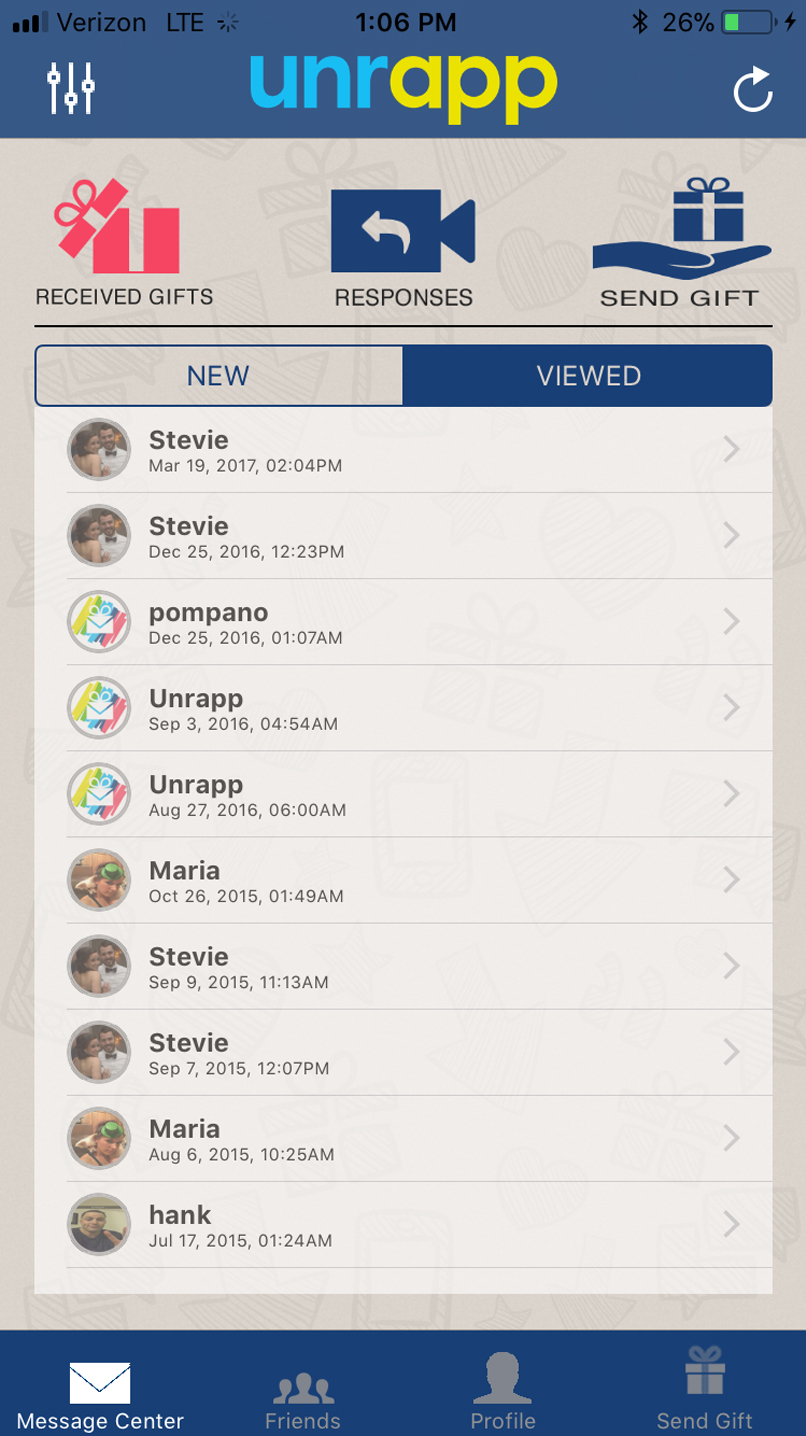 Verizon LTE 1:06 PM 26%
unrapp
RECEIVED GIFTS RESPONSES SEND GIFT
NEW VIEWED
Stevie
Mar 19, 2017, 02:04PM
Stevie
Dec 25, 2016, 12:23PM
pompano
Dec 25, 2016, 01:07AM
Unrapp
Sep 3, 2016, 04:54AM
Unrapp
Aug 27, 2016, 06:00AM
Maria
Oct 26, 2015, 01:49AM
Stevie
Sep 9, 2015, 11:13AM
Stevie
Sep 7, 2015, 12:07PM
Maria
Aug 6, 2015, 10:25AM
hank
Jul 17, 2015, 01:24AM
Message Center Friends Profile Send Gift